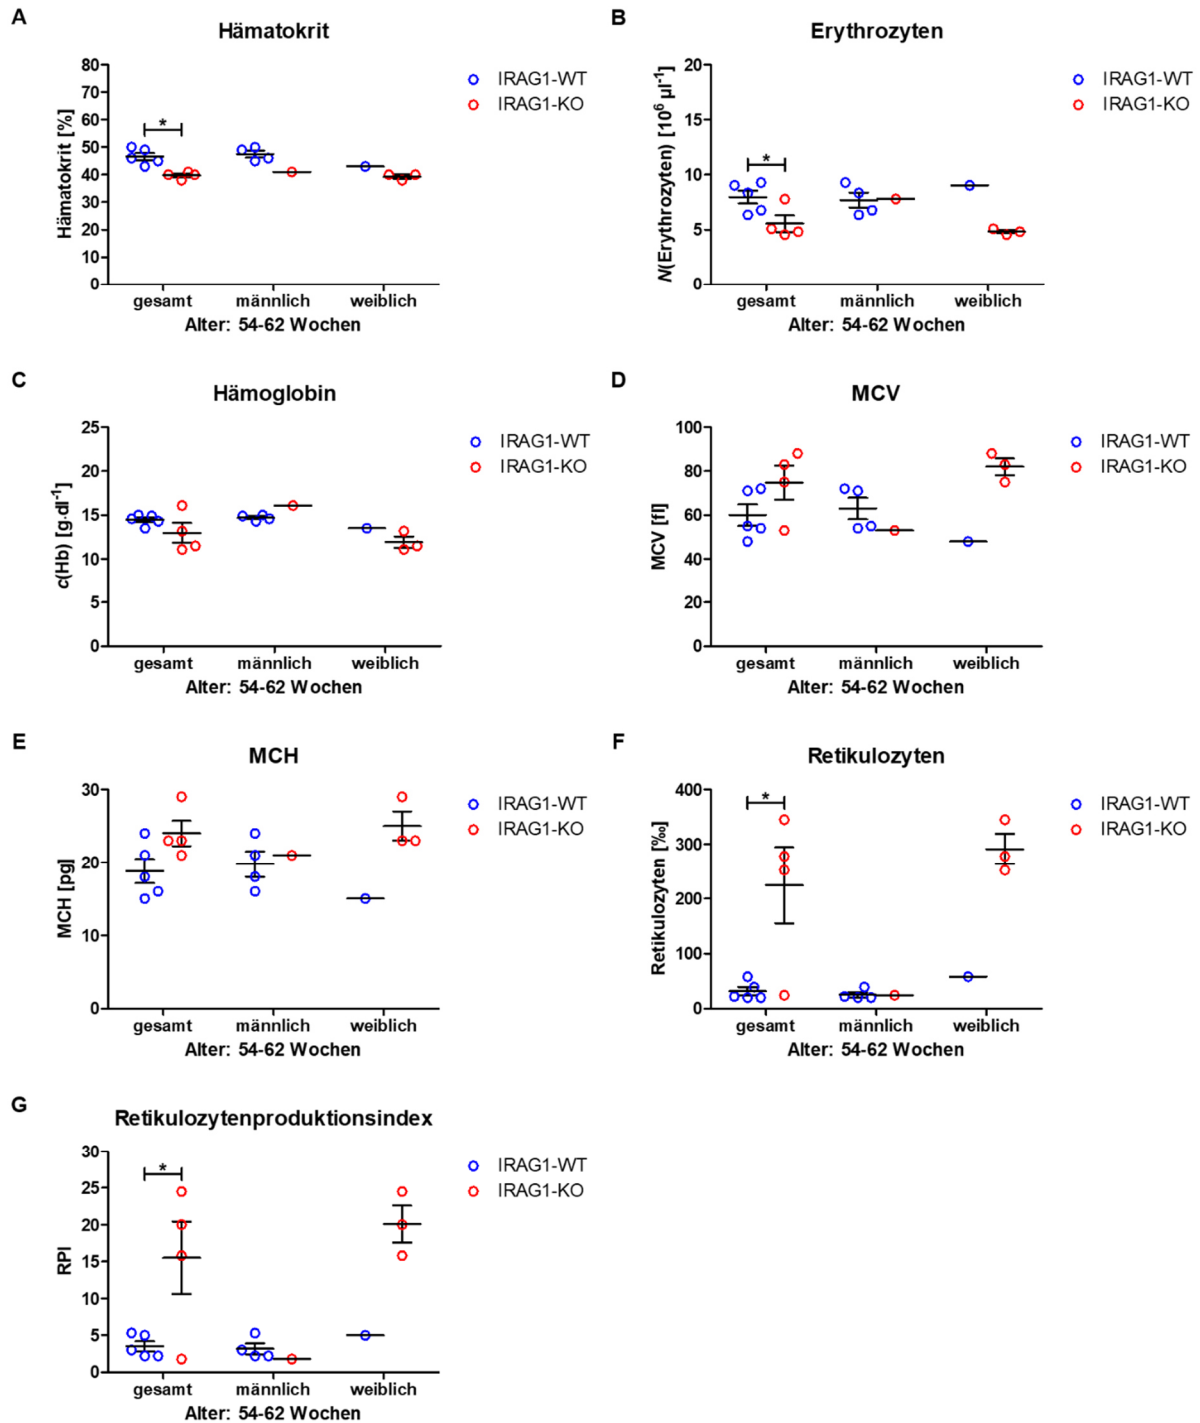 A
Hämatokrit
Hämatokrit [%]
80
70
60
50
40
30
20
10
0
*
gesamt männlich weiblich
Alter: 54-62 Wochen
IRAG1-WT
IRAG1-KO
B
Erythrozyten
N(Erythrozyten) [10⁶ µl⁻¹]
20
15
10
5
0
*
gesamt männlich weiblich
Alter: 54-62 Wochen
IRAG1-WT
IRAG1-KO
C
Hämoglobin
c(Hb) [g·dl⁻¹]
25
20
15
10
5
0
gesamt männlich weiblich
Alter: 54-62 Wochen
IRAG1-WT
IRAG1-KO
D
MCV
MCV [fl]
100
80
60
40
20
0
gesamt männlich weiblich
Alter: 54-62 Wochen
IRAG1-WT
IRAG1-KO
E
MCH
MCH [pg]
30
20
10
0
gesamt männlich weiblich
Alter: 54-62 Wochen
IRAG1-WT
IRAG1-KO
F
Retikulozyten
Retikulozyten [‰]
400
300
200
100
0
*
gesamt männlich weiblich
Alter: 54-62 Wochen
IRAG1-WT
IRAG1-KO
G
Retikulozytenproduktionsindex
RPI
30
25
20
15
10
5
0
*
gesamt männlich weiblich
Alter: 54-62 Wochen
IRAG1-WT
IRAG1-KO